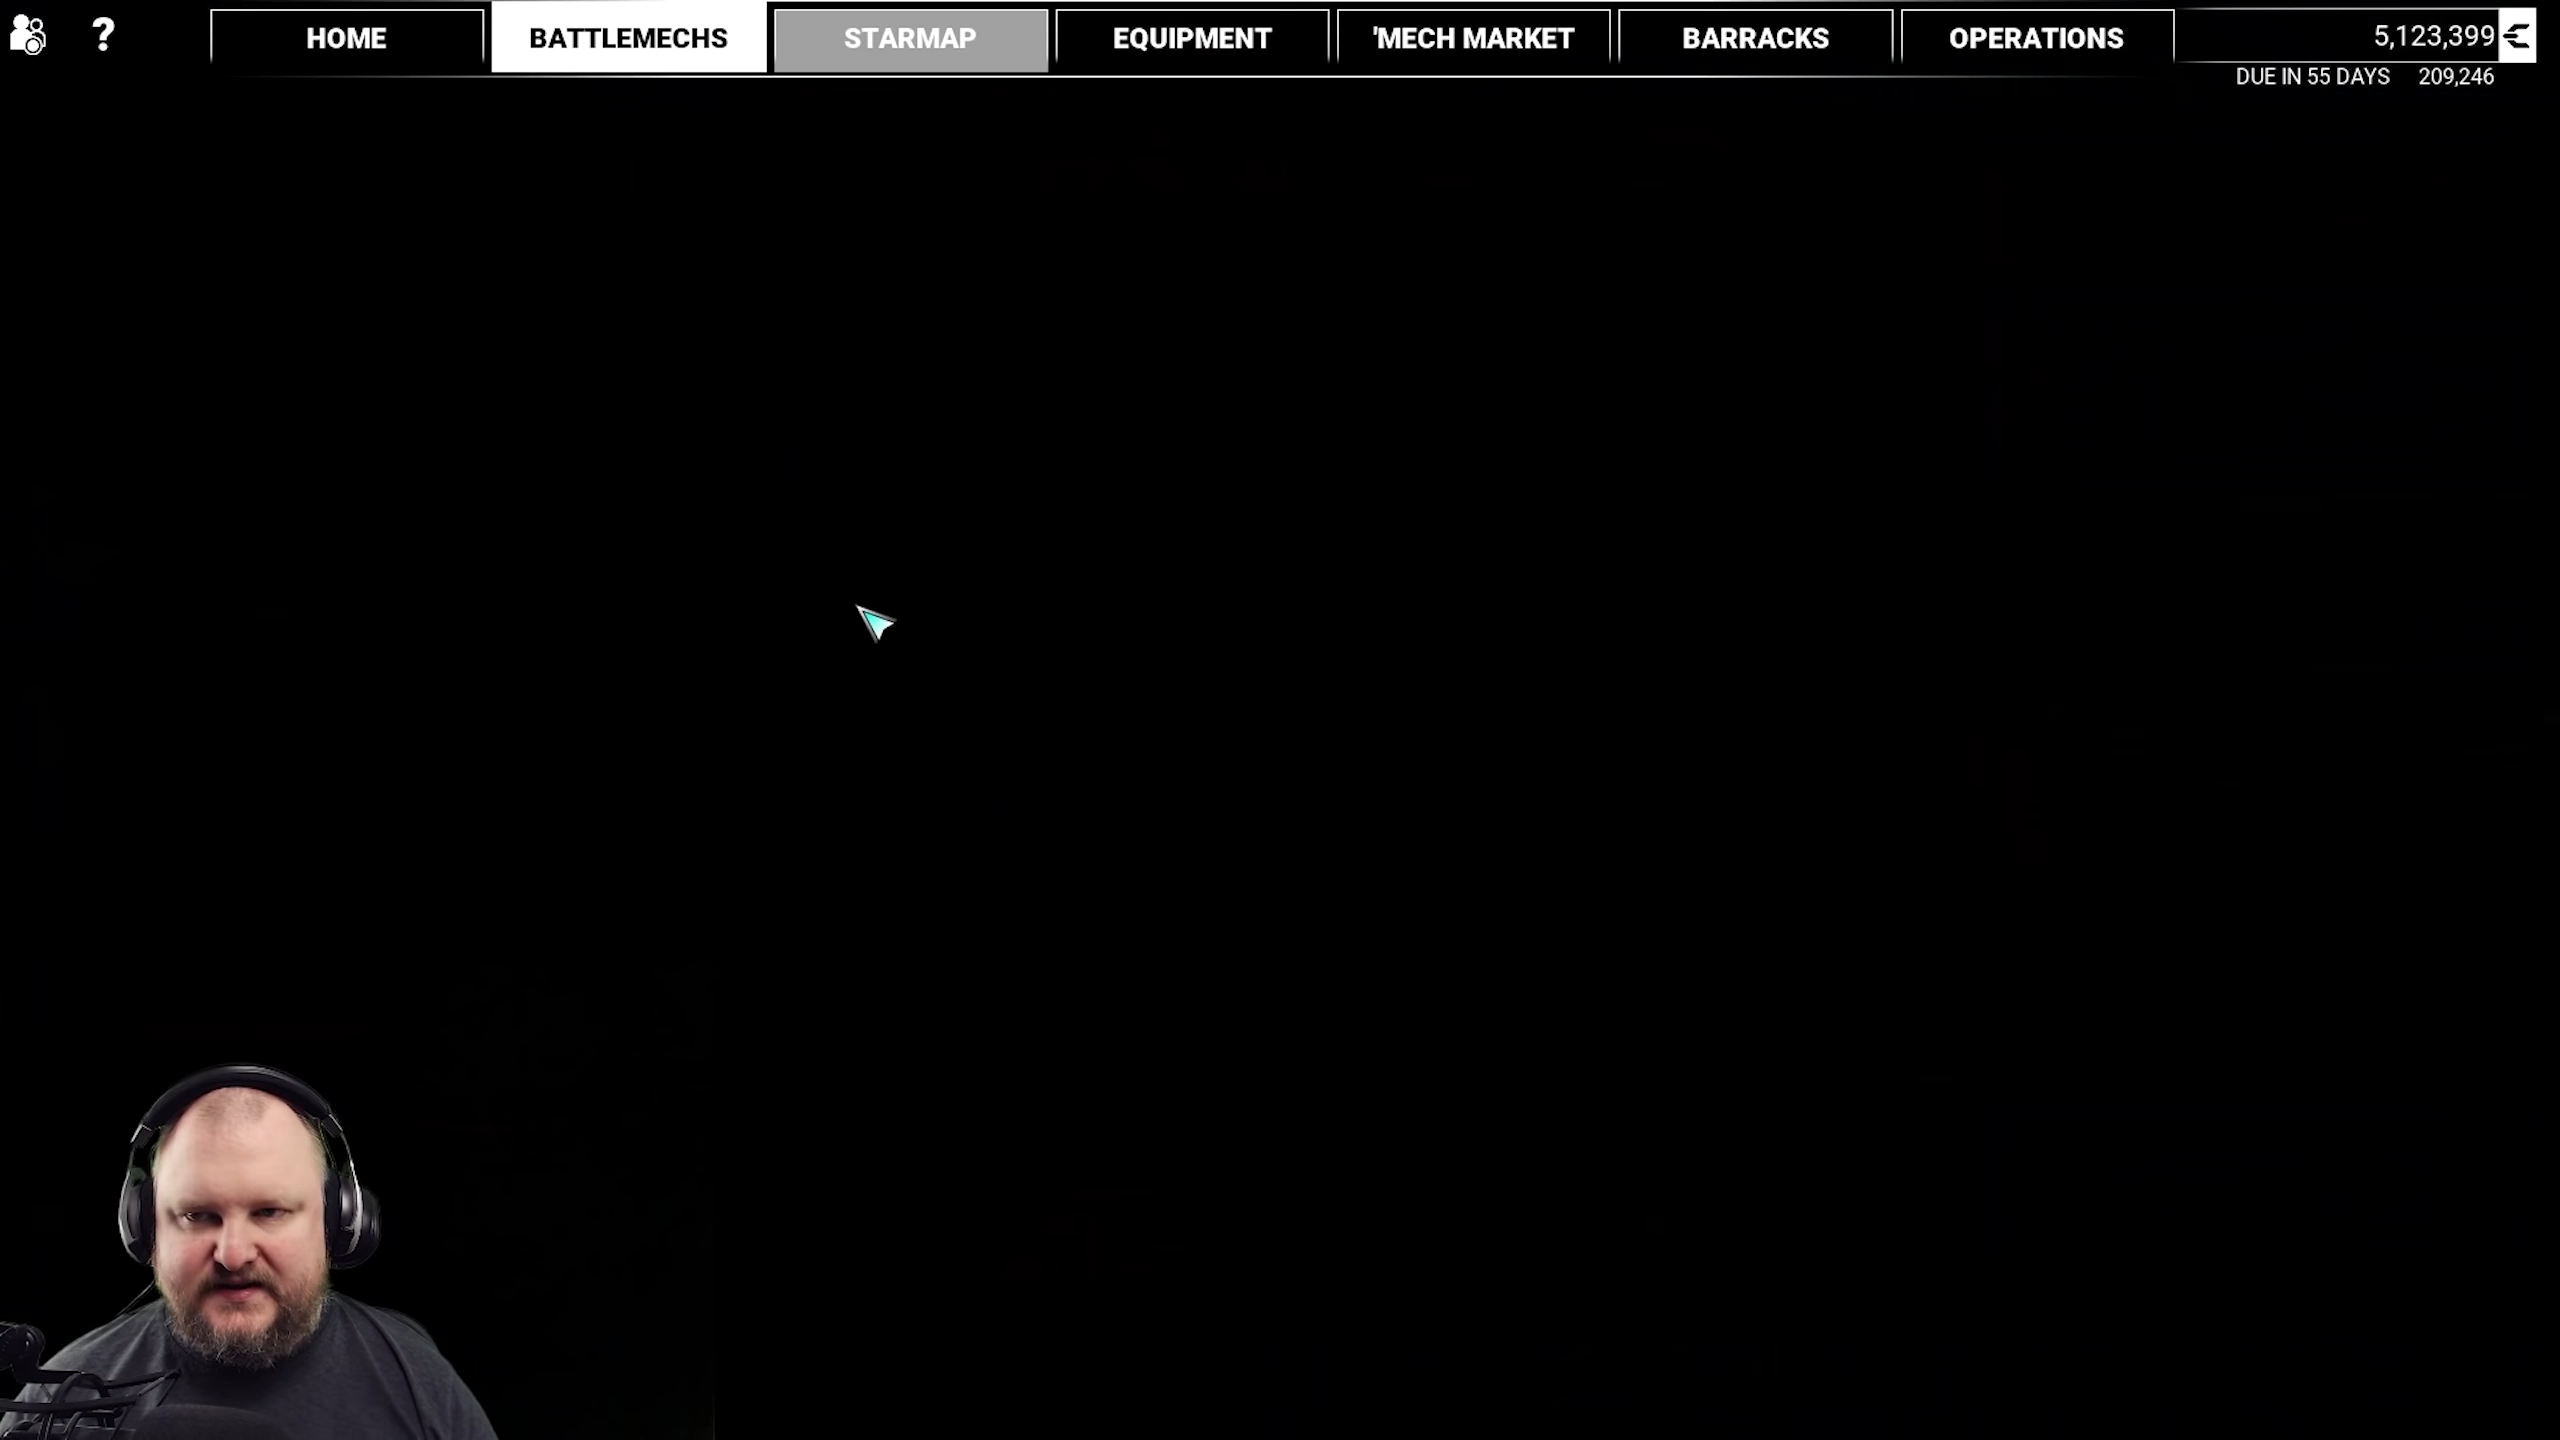 ?
HOME
BATTLEMECHS
STARMAP
EQUIPMENT
'MECH MARKET
BARRACKS
OPERATIONS
5,123,399
DUE IN 55 DAYS 209,246